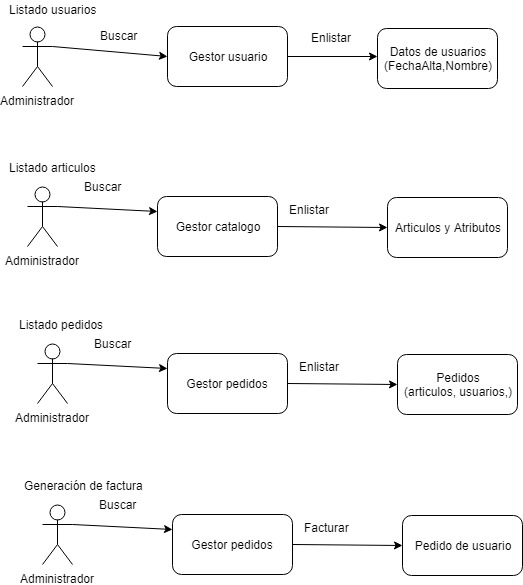 Listado usuarios
Buscar
Enlistar
Gestor usuario
Datos de usuarios
(FechaAlta,Nombre)
Administrador
Listado articulos
Buscar
Enlistar
Gestor catalogo
Articulos y Atributos
Administrador
Listado pedidos
Buscar
Enlistar
Gestor pedidos
Pedidos
(articulos, usuarios,)
Administrador
Generación de factura
Buscar
Facturar
Gestor pedidos
Pedido de usuario
Administrador